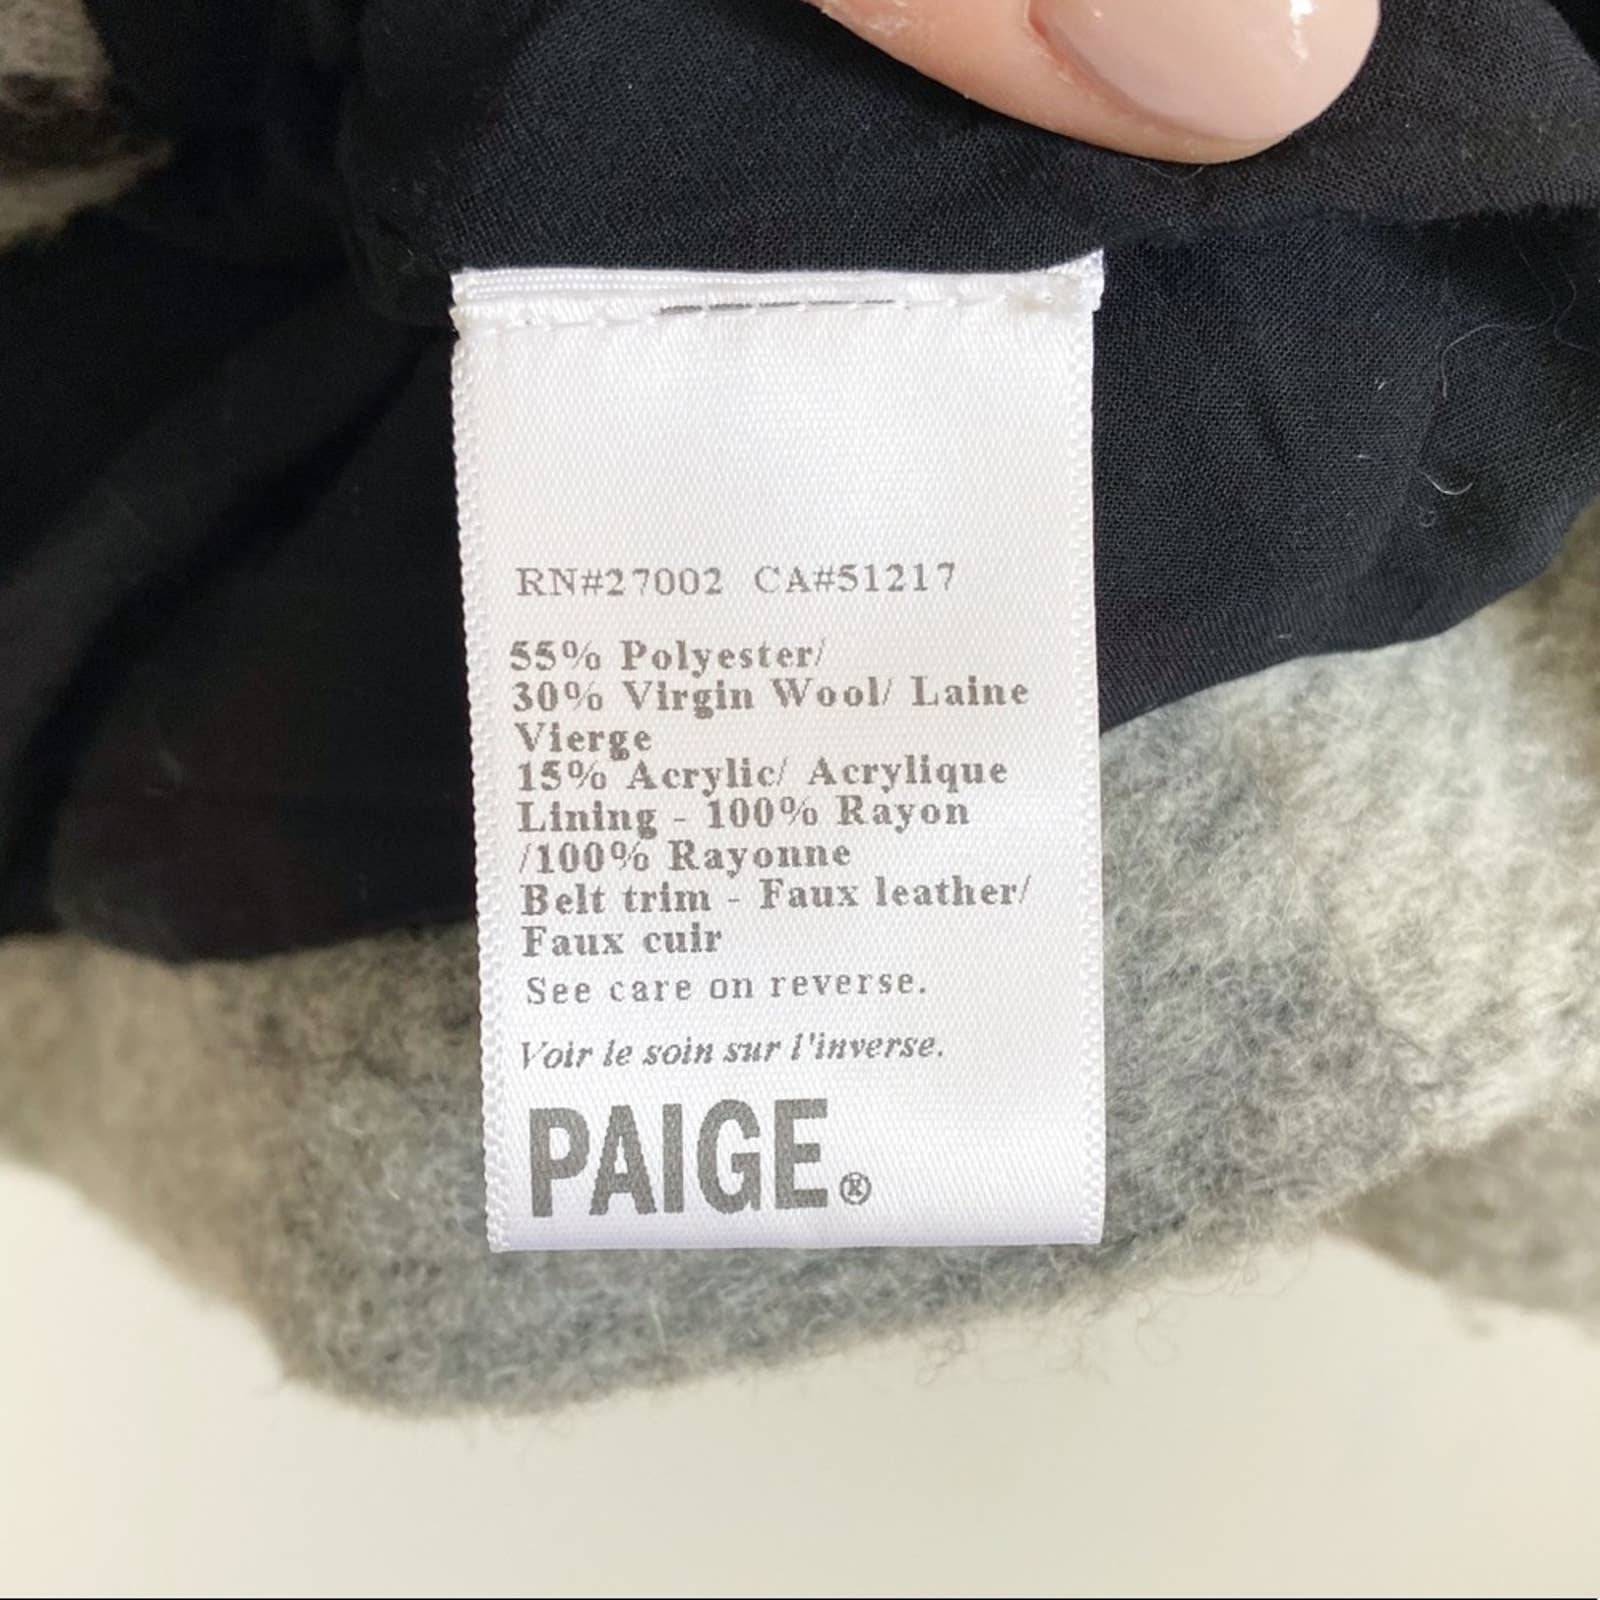 RN#27002 CA#51217
55% Polyester/
30% Virgin Wool/ Laine
Vierge
15% Acrylic/ Acrylique
Lining - 100% Rayon
/100% Rayonne
Belt trim - Faux leather/
Faux cuir
See care on reverse.
Voir le soin sur l'inverse.
PAIGE®